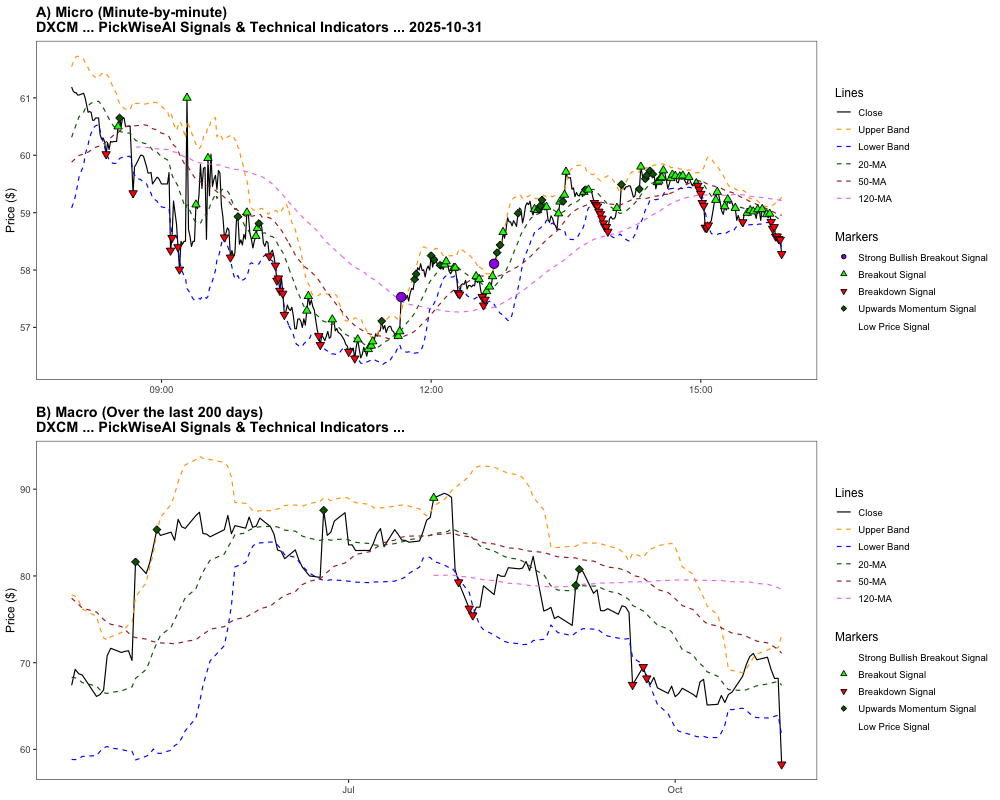 A) Micro (Minute-by-minute)
DXCM ... PickWiseAI Signals & Technical Indicators ... 2025-10-31
Price ($)
61
60
59
58
57
09:00
12:00
15:00
Lines
Close
Upper Band
Lower Band
20-MA
50-MA
120-MA
Markers
Strong Bullish Breakout Signal
Breakout Signal
Breakdown Signal
Upwards Momentum Signal
Low Price Signal
B) Macro (Over the last 200 days)
DXCM ... PickWiseAI Signals & Technical Indicators ...
Price ($)
90
80
70
60
Jul
Oct
Lines
Close
Upper Band
Lower Band
20-MA
50-MA
120-MA
Markers
Strong Bullish Breakout Signal
Breakout Signal
Breakdown Signal
Upwards Momentum Signal
Low Price Signal